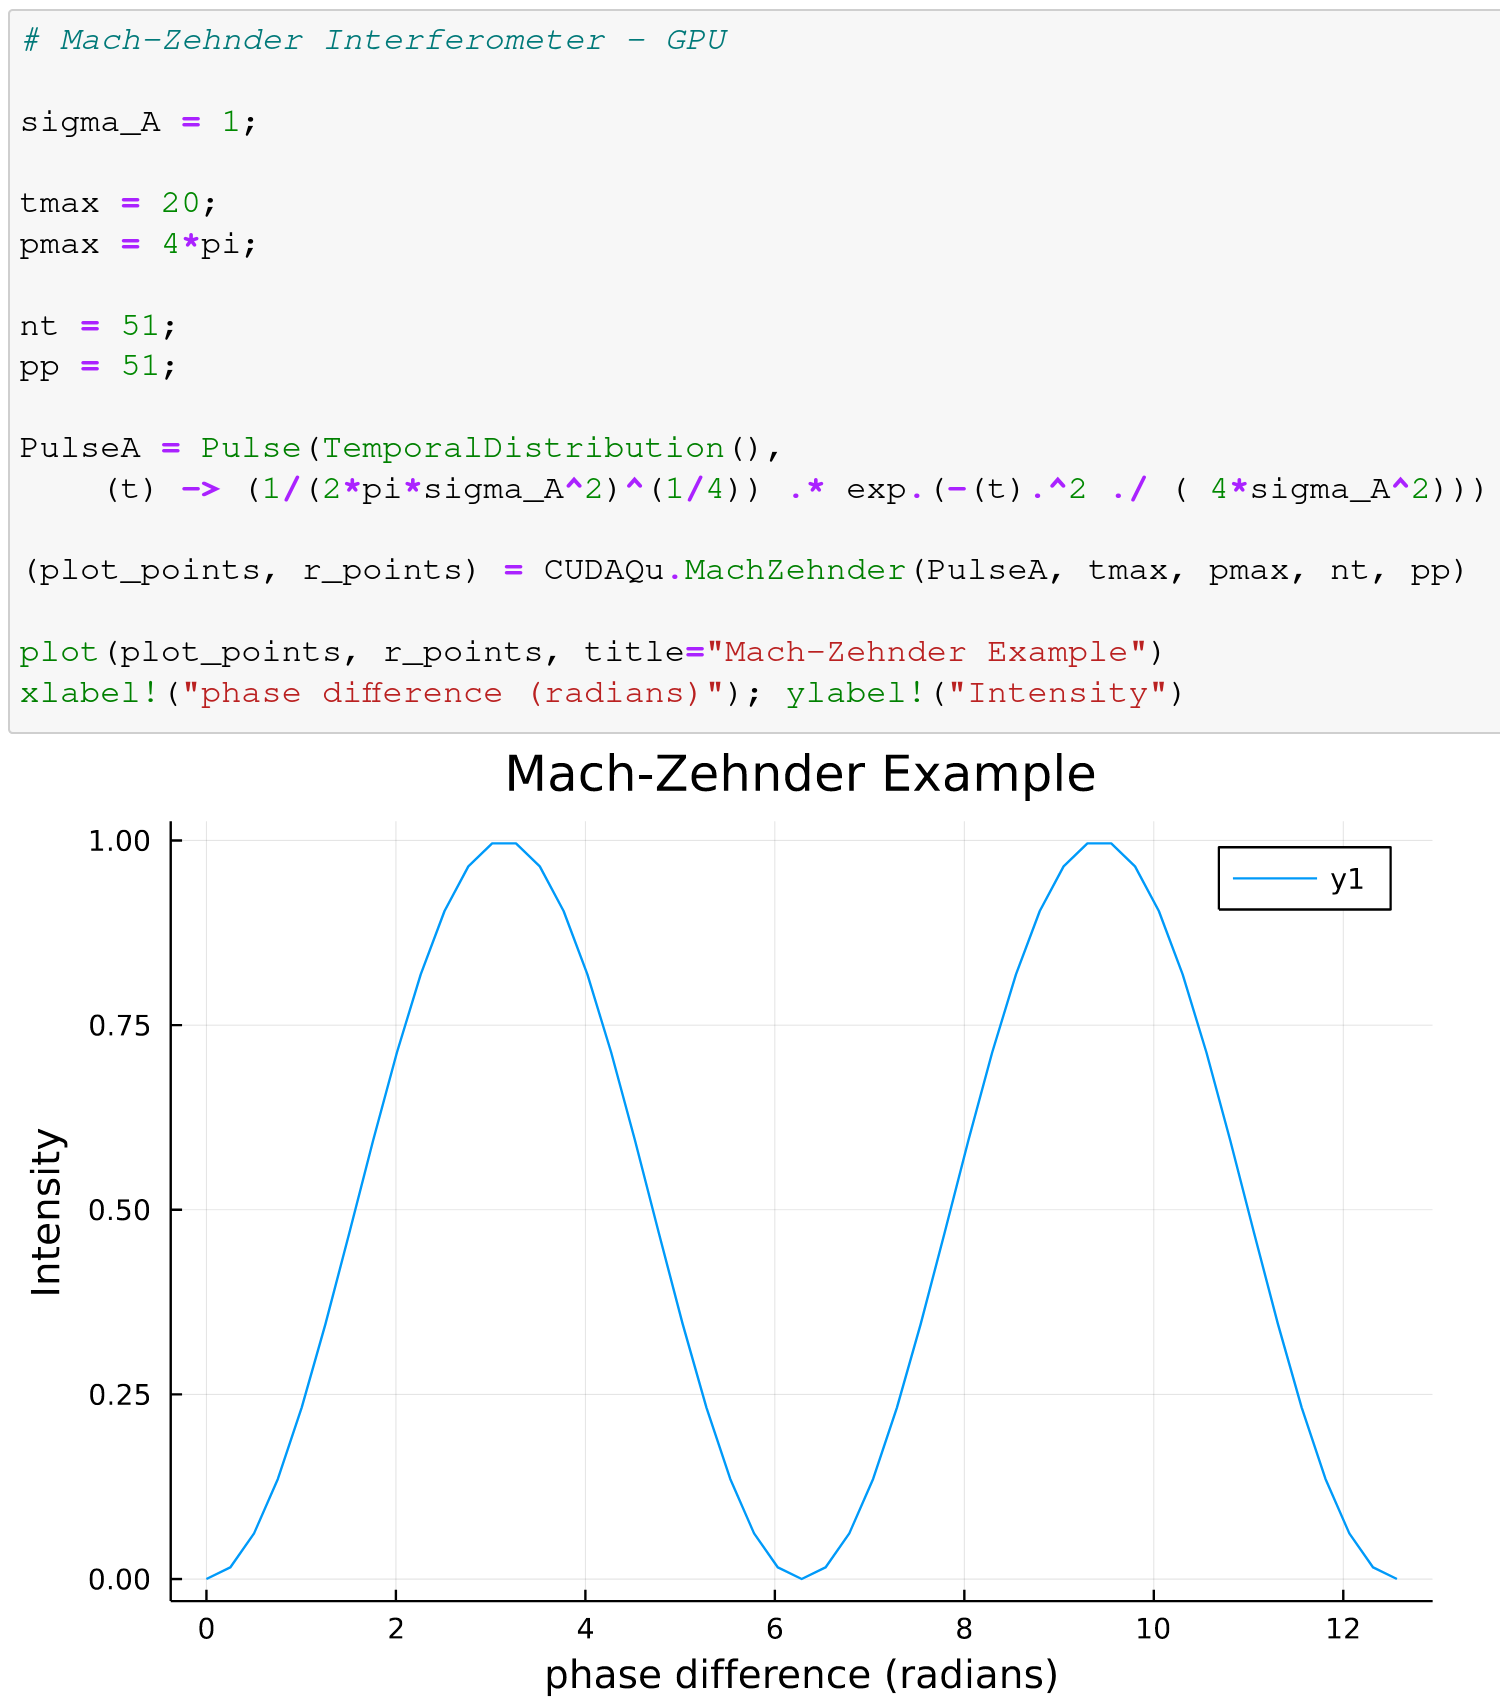 # Mach-Zehnder Interferometer - GPU
sigma_A = 1;
tmax = 20;
pmax = 4*pi;
nt = 51;
pp = 51;
PulseA = Pulse(TemporalDistribution(),
(t) -> (1/(2*pi*sigma_A^2)^(1/4)) .* exp.(-(t).^2 ./ ( 4*sigma_A^2)))
(plot_points, r_points) = CUDAQu.MachZehnder(PulseA, tmax, pmax, nt, pp)
plot(plot_points, r_points, title="Mach-Zehnder Example")
xlabel!("phase difference (radians)"); ylabel!("Intensity")
Mach-Zehnder Example
1.00
0.75
0.50
0.25
0.00
Intensity
y1
0 2 4 6 8 10 12
phase difference (radians)